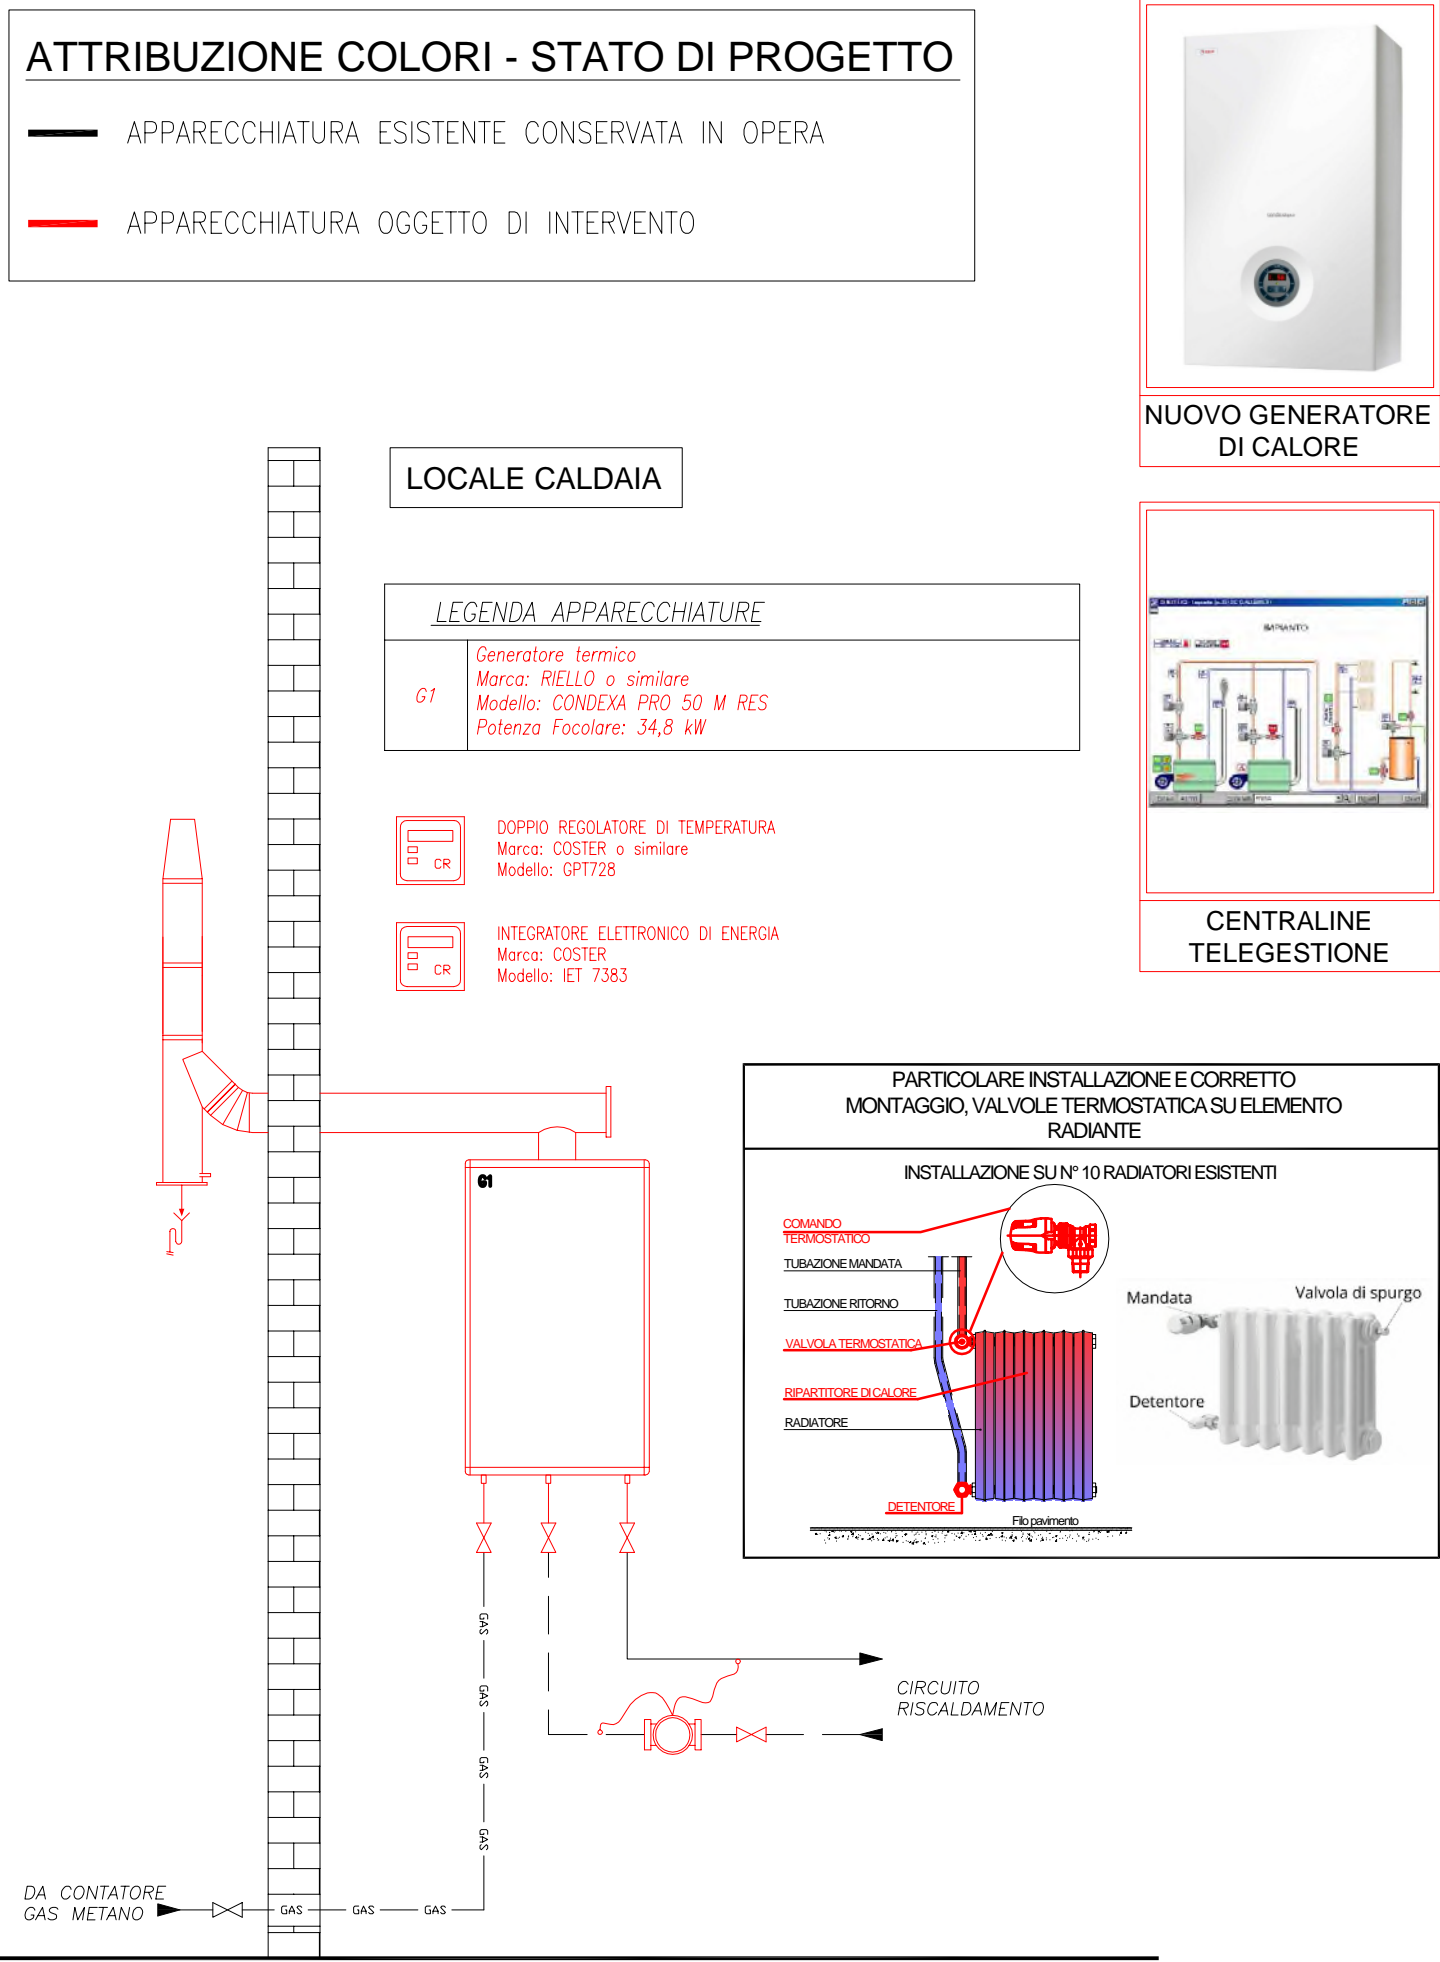 ATTRIBUZIONE COLORI - STATO DI PROGETTO
APPARECCHIATURA ESISTENTE CONSERVATA IN OPERA
APPARECCHIATURA OGGETTO DI INTERVENTO
NUOVO GENERATORE
DI CALORE
LOCALE CALDAIA
LEGENDA APPARECCHIATURE
G1
Generatore termico
Marca: RIELLO o similare
Modello: CONDEXA PRO 50 M RES
Potenza Focolare: 34,8 kW
IMPIANTO
CENTRALINE
TELEGESTIONE
CR
DOPPIO REGOLATORE DI TEMPERATURA
Marca: COSTER o similare
Modello: GPT728
CR
INTEGRATORE ELETTRONICO DI ENERGIA
Marca: COSTER
Modello: IET 7383
PARTICOLARE INSTALLAZIONE E CORRETTO
MONTAGGIO, VALVOLE TERMOSTATICA SU ELEMENTO
RADIANTE
INSTALLAZIONE SU N° 10 RADIATORI ESISTENTI
COMANDO
TERMOSTATICO
TUBAZIONE MANDATA
TUBAZIONE RITORNO
VALVOLA TERMOSTATICA
RIPARTITORE DI CALORE
RADIATORE
DETENTORE
Filo pavimento
Mandata
Valvola di spurgo
Detentore
G1
GAS
GAS
GAS
GAS
CIRCUITO
RISCALDAMENTO
DA CONTATORE
GAS METANO
GAS
GAS
GAS